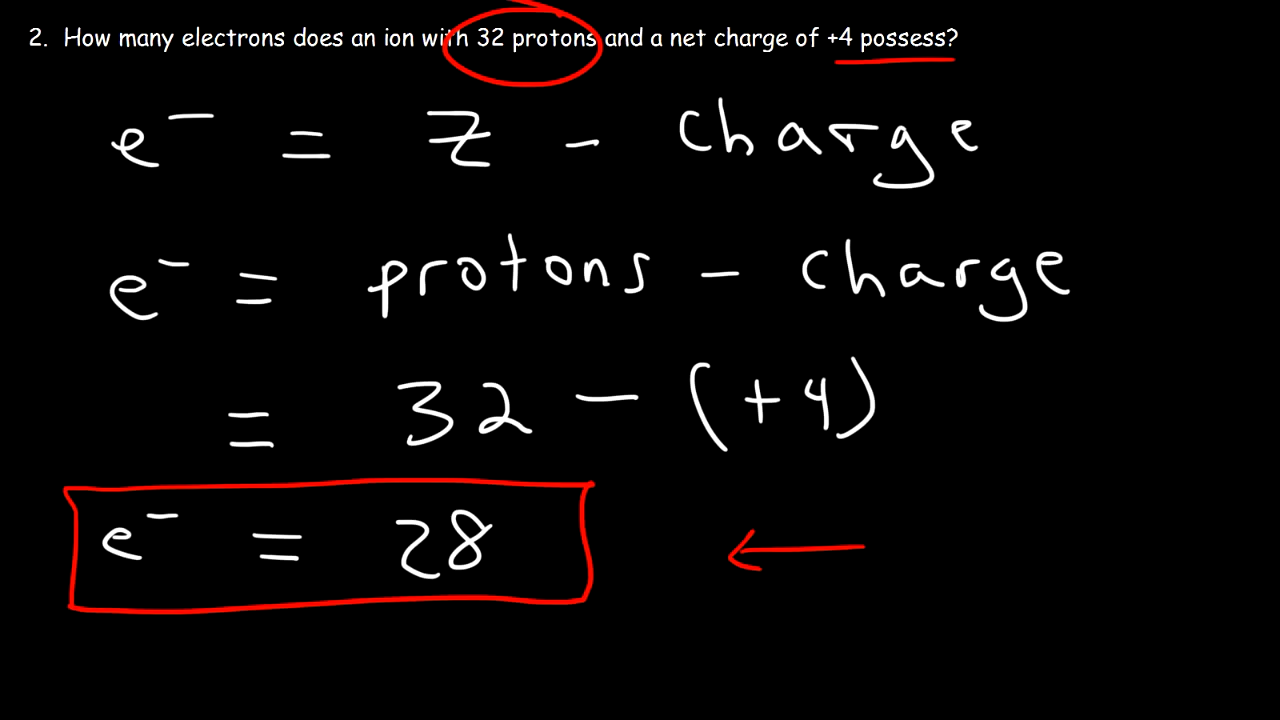 2. How many electrons does an ion with 32 protons and a net charge of +4 possess?
e⁻ = Z - charge
e⁻ = protons - charge
= 32 - (+4)
e⁻ = 28